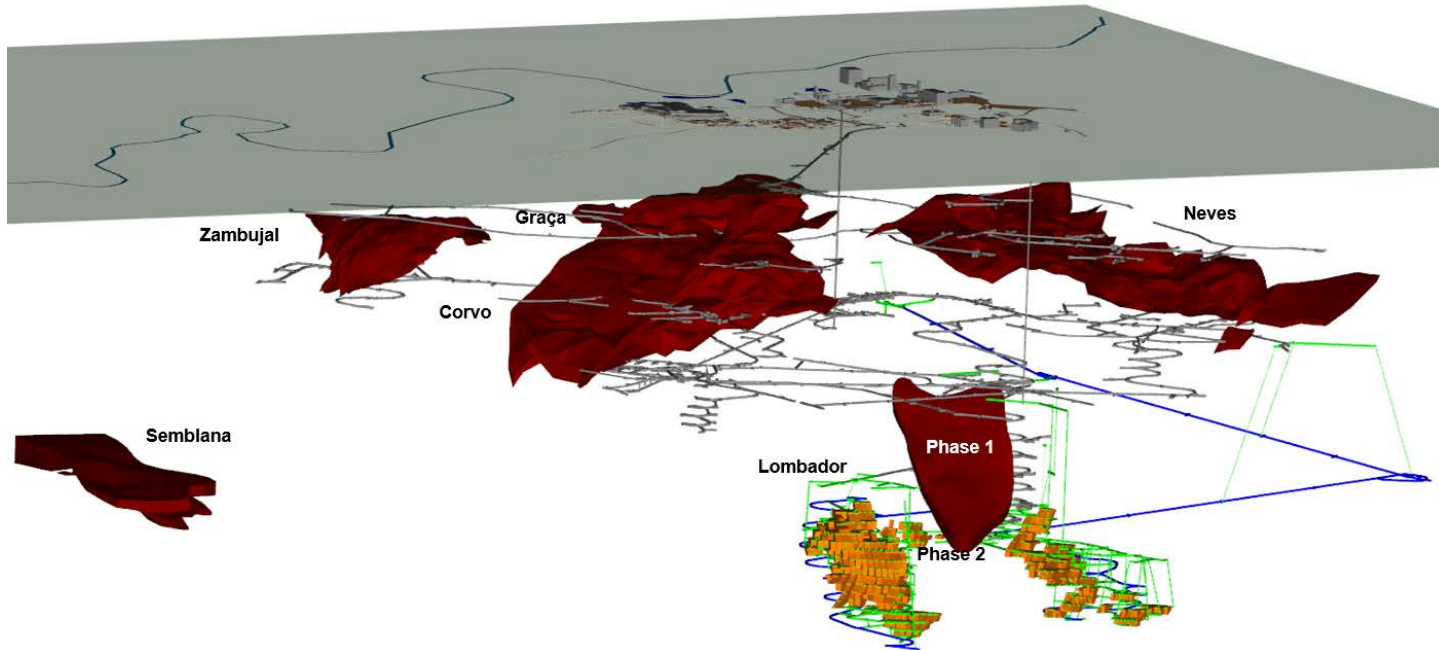 Neves
Graça
Zambujal
Corvo
Semblana
Phase 1
Lombador
Phase 2